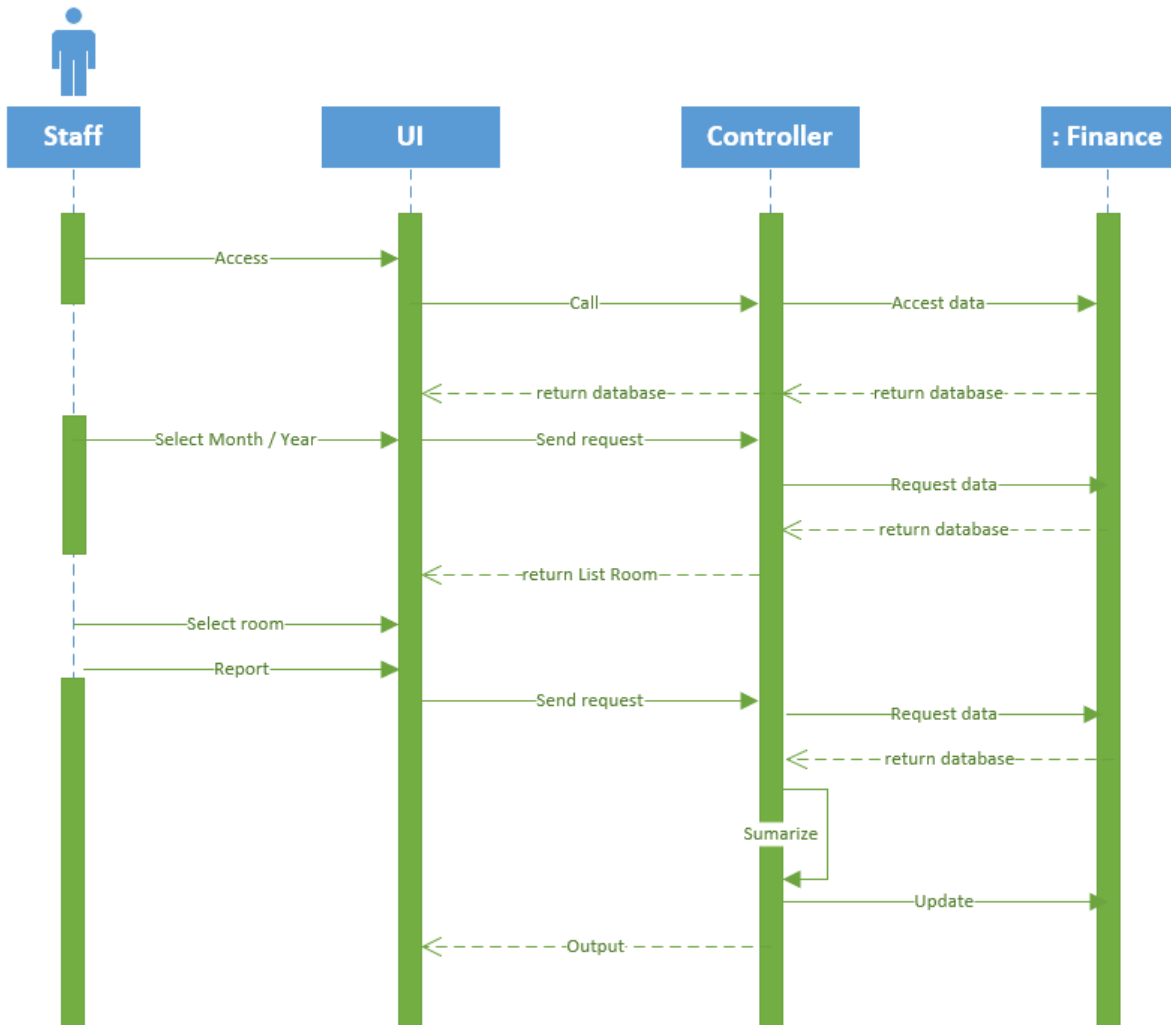 Staff
UI
Controller
: Finance
Access
Call
Accest data
return database
return database
Select Month / Year
Send request
Request data
return database
return List Room
Select room
Report
Send request
Request data
return database
Sumarize
Update
Output